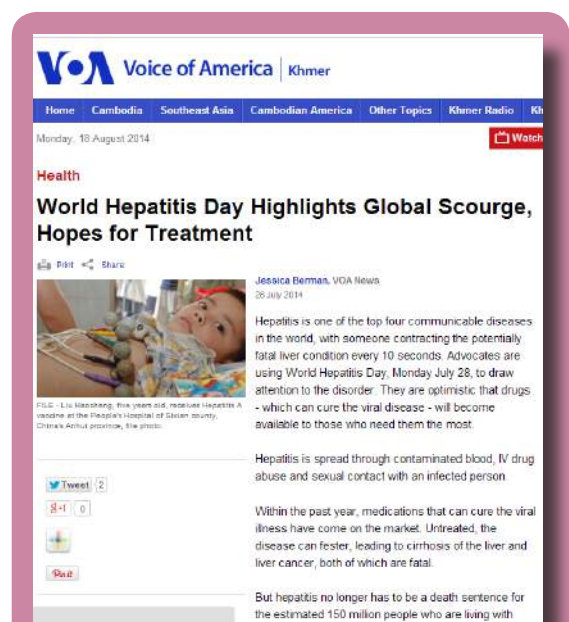 VOA Voice of America Khmer
Home Cambodia Southeast Asia Cambodian America Other Topics Khmer Radio Kh
Monday, 18 August 2014
Watch
Health
World Hepatitis Day Highlights Global Scourge,
Hopes for Treatment
Print Share
Jessica Berman, VOA News
26 July 2014
Hepatitis is one of the top four communicable diseases
in the world, with someone contracting the potentially
fatal liver condition every 10 seconds. Advocates are
using World Hepatitis Day, Monday July 28, to draw
attention to the disorder. They are optimistic that drugs
- which can cure the viral disease - will become
available to those who need them the most.
FILE - Liu Haocheng, five years old, receives Hepatitis A
vaccine at the People's Hospital of Sixian county,
China's Anhui province, file photo.
Hepatitis is spread through contaminated blood, IV drug
abuse and sexual contact with an infected person.
Tweet 2
g+1 0
Pin it
Within the past year, medications that can cure the viral
illness have come on the market. Untreated, the
disease can fester, leading to cirrhosis of the liver and
liver cancer, both of which are fatal.
But hepatitis no longer has to be a death sentence for
the estimated 150 million people who are living with